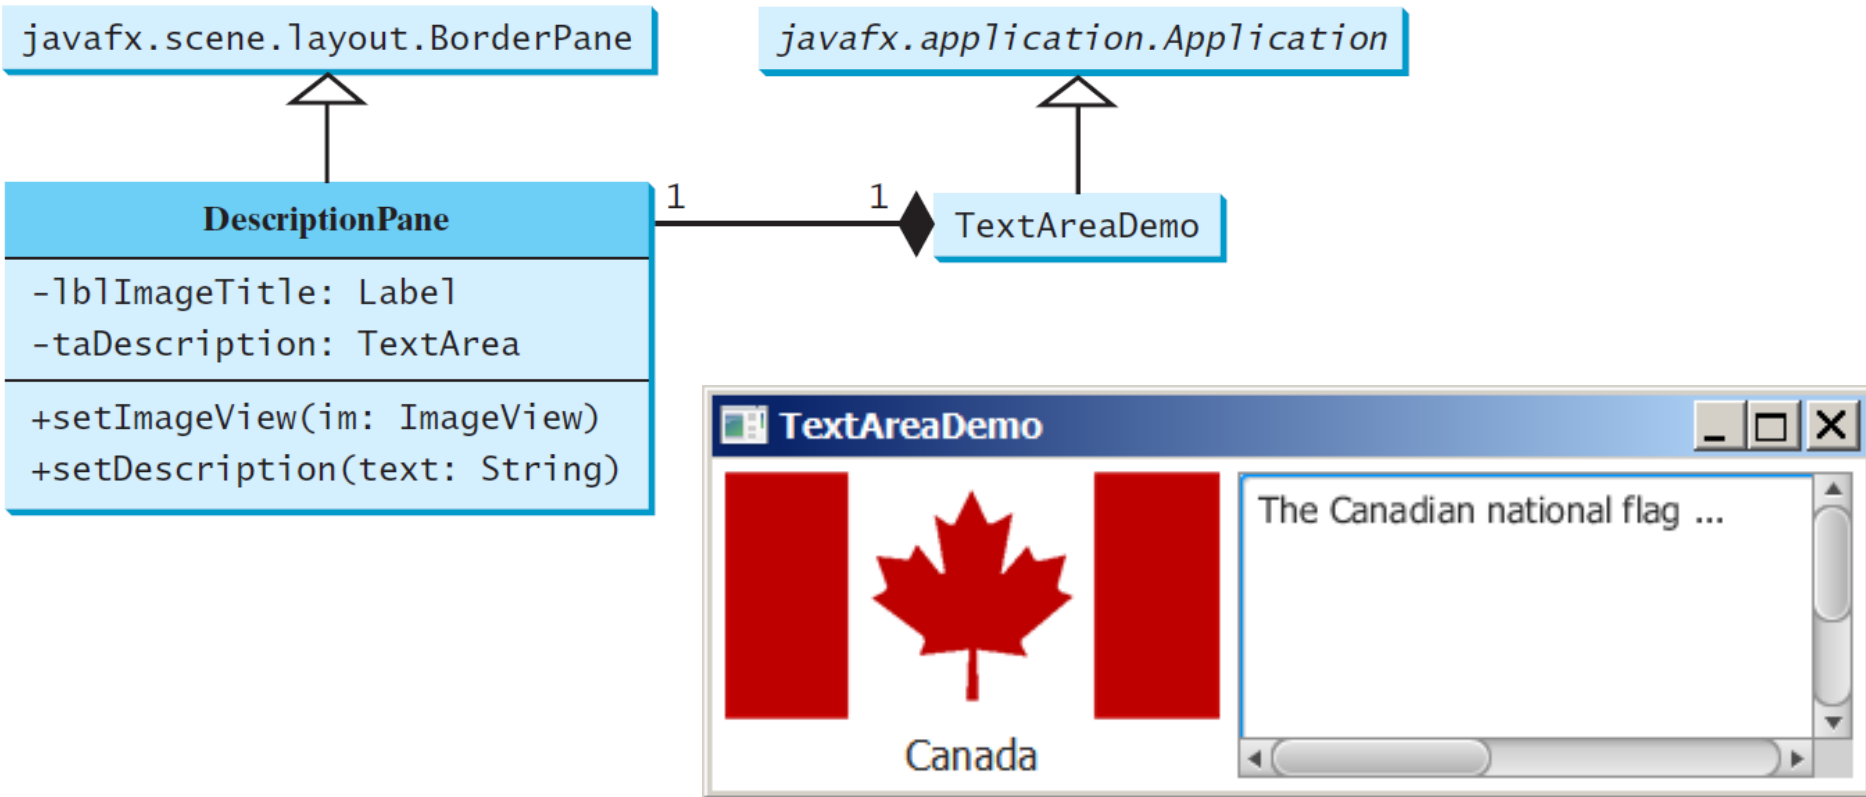 javafx.scene.layout.BorderPane
javafx.application.Application
DescriptionPane
-lblImageTitle: Label
-taDescription: TextArea
+setImageView(im: ImageView)
+setDescription(text: String)
1
1
TextAreaDemo
TextAreaDemo
The Canadian national flag ...
Canada